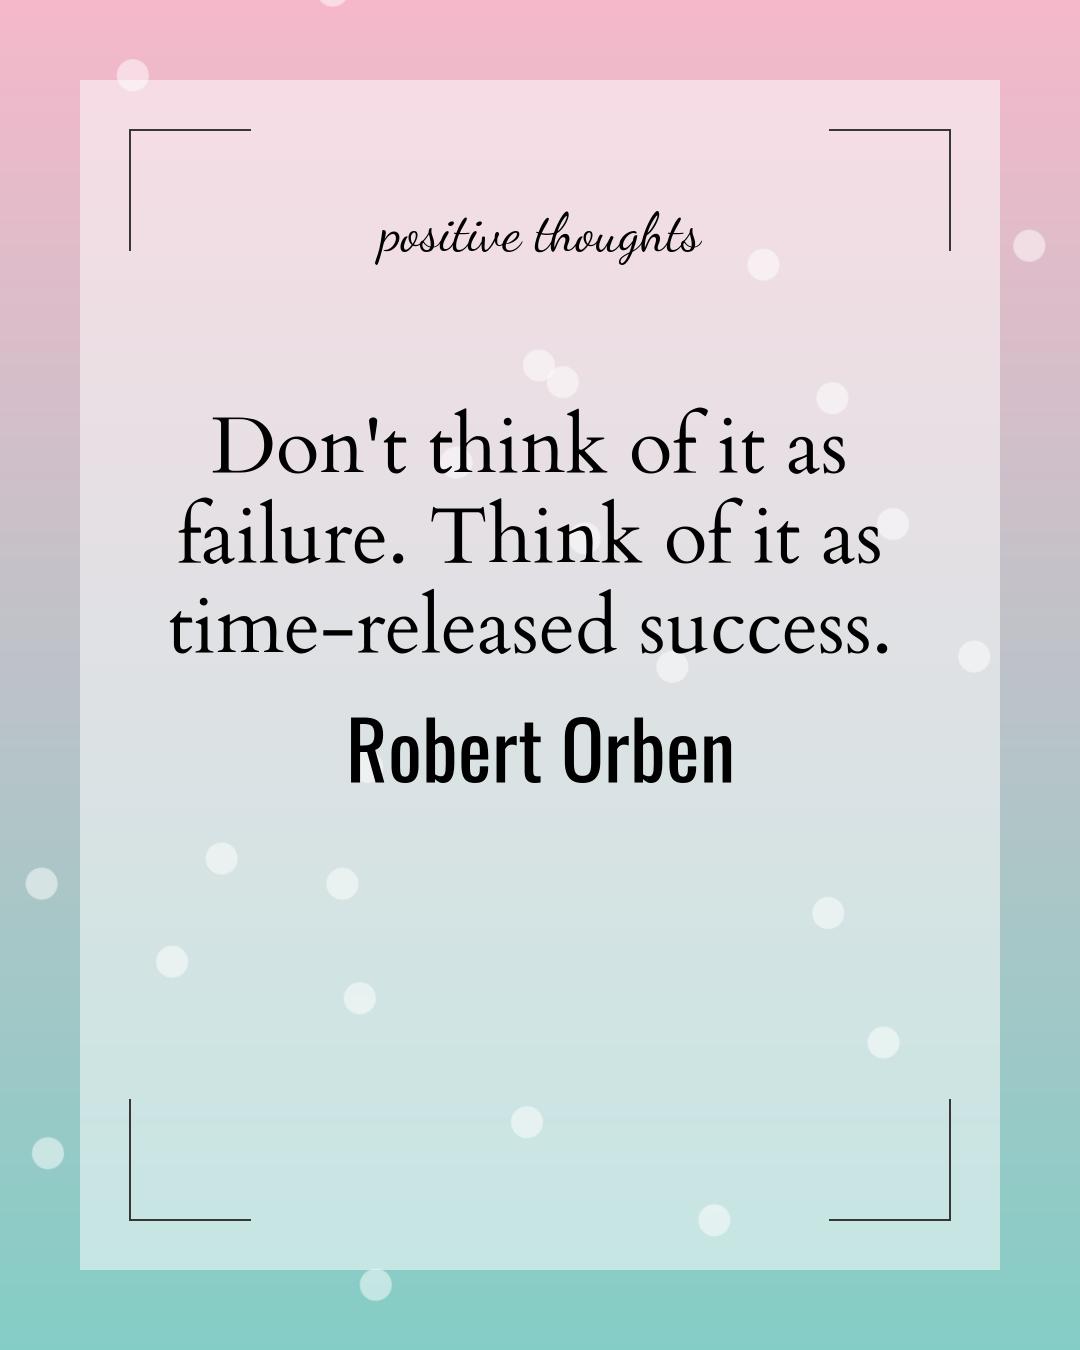 positive thoughts
Don't think of it as
failure. Think of it as
time-released success.
Robert Orben